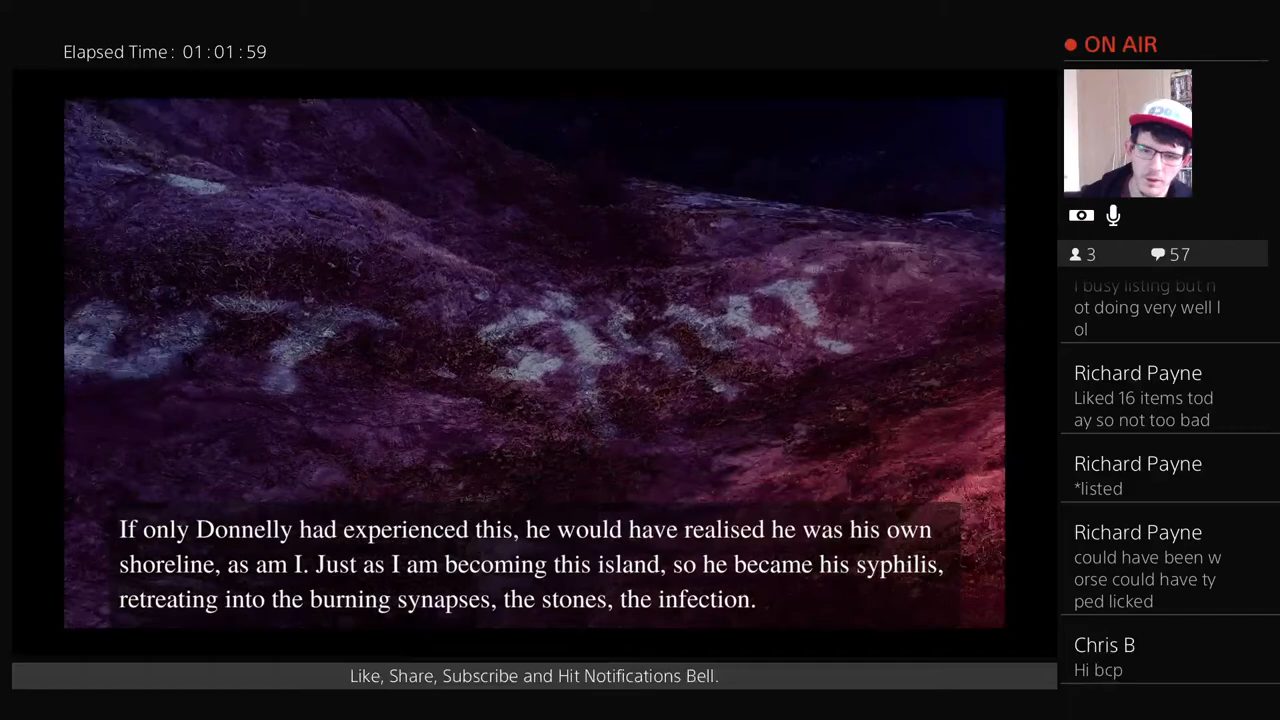 Elapsed Time: 01:01:59
ON AIR
3 57
I busy listing but n
ot doing very well l
ol
Richard Payne
Liked 16 items tod
ay so not too bad
Richard Payne
*listed
Richard Payne
could have been w
orse could have ty
ped licked
Chris B
Hi bcp
If only Donnelly had experienced this, he would have realised he was his own
shoreline, as am I. Just as I am becoming this island, so he became his syphilis,
retreating into the burning synapses, the stones, the infection.
Like, Share, Subscribe and Hit Notifications Bell.